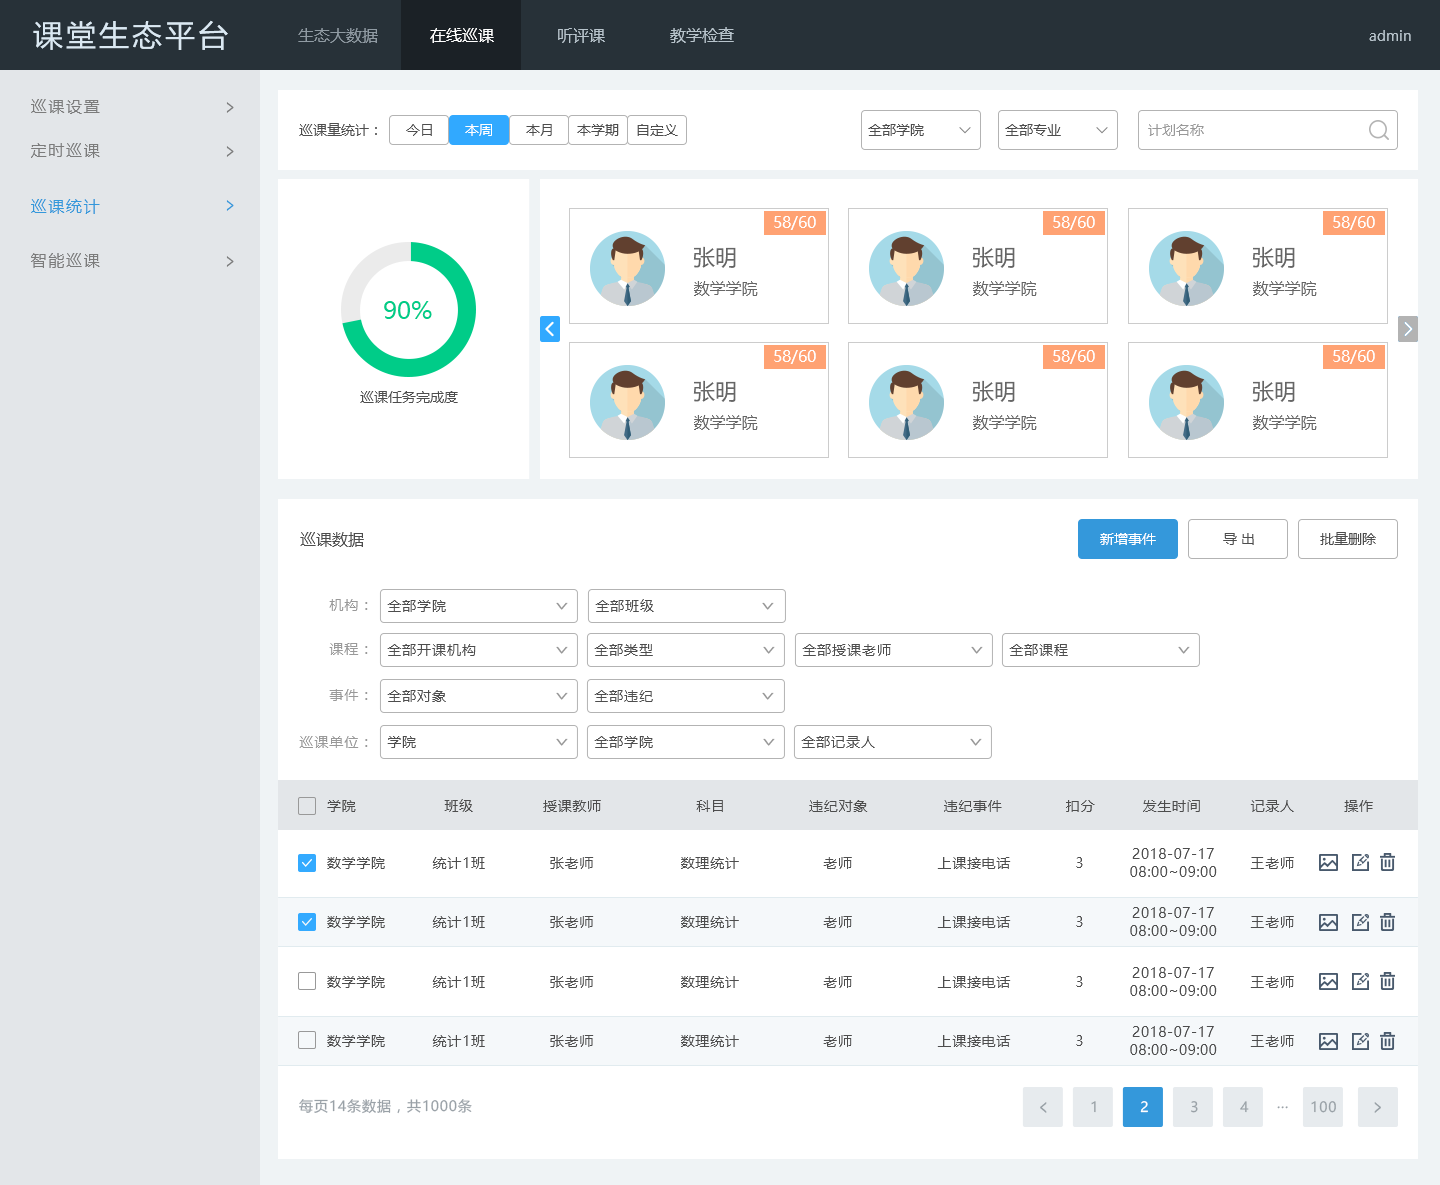 课堂生态平台 生态大数据 在线巡课 听评课 教学检查 admin
巡课设置
定时巡课
巡课统计
智能巡课
巡课量统计： 今日 本周 本月 本学期 自定义 全部学院 全部专业 计划名称
90%
巡课任务完成度
58/60 58/60 58/60
张明 张明 张明
数学学院 数学学院 数学学院
58/60 58/60 58/60
张明 张明 张明
数学学院 数学学院 数学学院
巡课数据 新增事件 导 出 批量删除
机构： 全部学院 全部班级
课程： 全部开课机构 全部类型 全部授课老师 全部课程
事件： 全部对象 全部违纪
巡课单位： 学院 全部学院 全部记录人
学院 班级 授课教师 科目 违纪对象 违纪事件 扣分 发生时间 记录人 操作
数学学院 统计1班 张老师 数理统计 老师 上课接电话 3 2018-07-17 08:00~09:00 王老师
数学学院 统计1班 张老师 数理统计 老师 上课接电话 3 2018-07-17 08:00~09:00 王老师
数学学院 统计1班 张老师 数理统计 老师 上课接电话 3 2018-07-17 08:00~09:00 王老师
数学学院 统计1班 张老师 数理统计 老师 上课接电话 3 2018-07-17 08:00~09:00 王老师
每页14条数据，共1000条 < 1 2 3 4 ··· 100 >